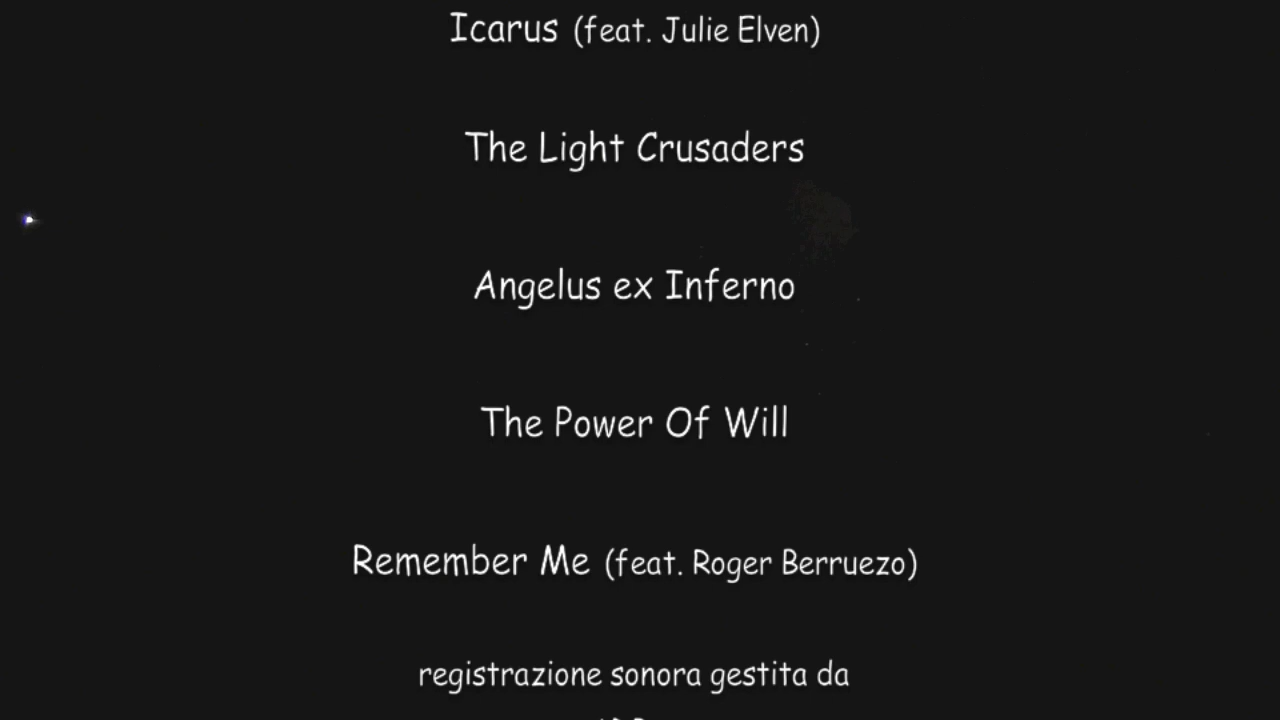 Icarus (feat. Julie Elven)
The Light Crusaders
Angelus ex Inferno
The Power Of Will
Remember Me (feat. Roger Berruezo)
registrazione sonora gestita da